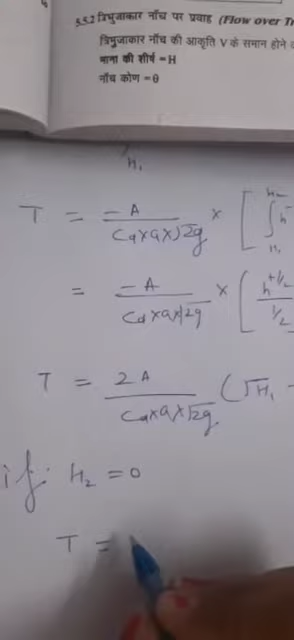 5.5.2 त्रिभुजाकार नॉच पर प्रवाह (Flow over Tr
त्रिभुजाकार नॉच की आकृति V के समान होने
माना की शीर्ष = H
नॉच कोण = θ
H₁
T = -A / (Cd × a × √2g) × [ ∫ h
= -A / (Cd × a × √2g) × [ h^(+1/2) / (1/2)
T = 2A / (Cd × a × √2g) (√H₁ -
if H₂ = 0
T =